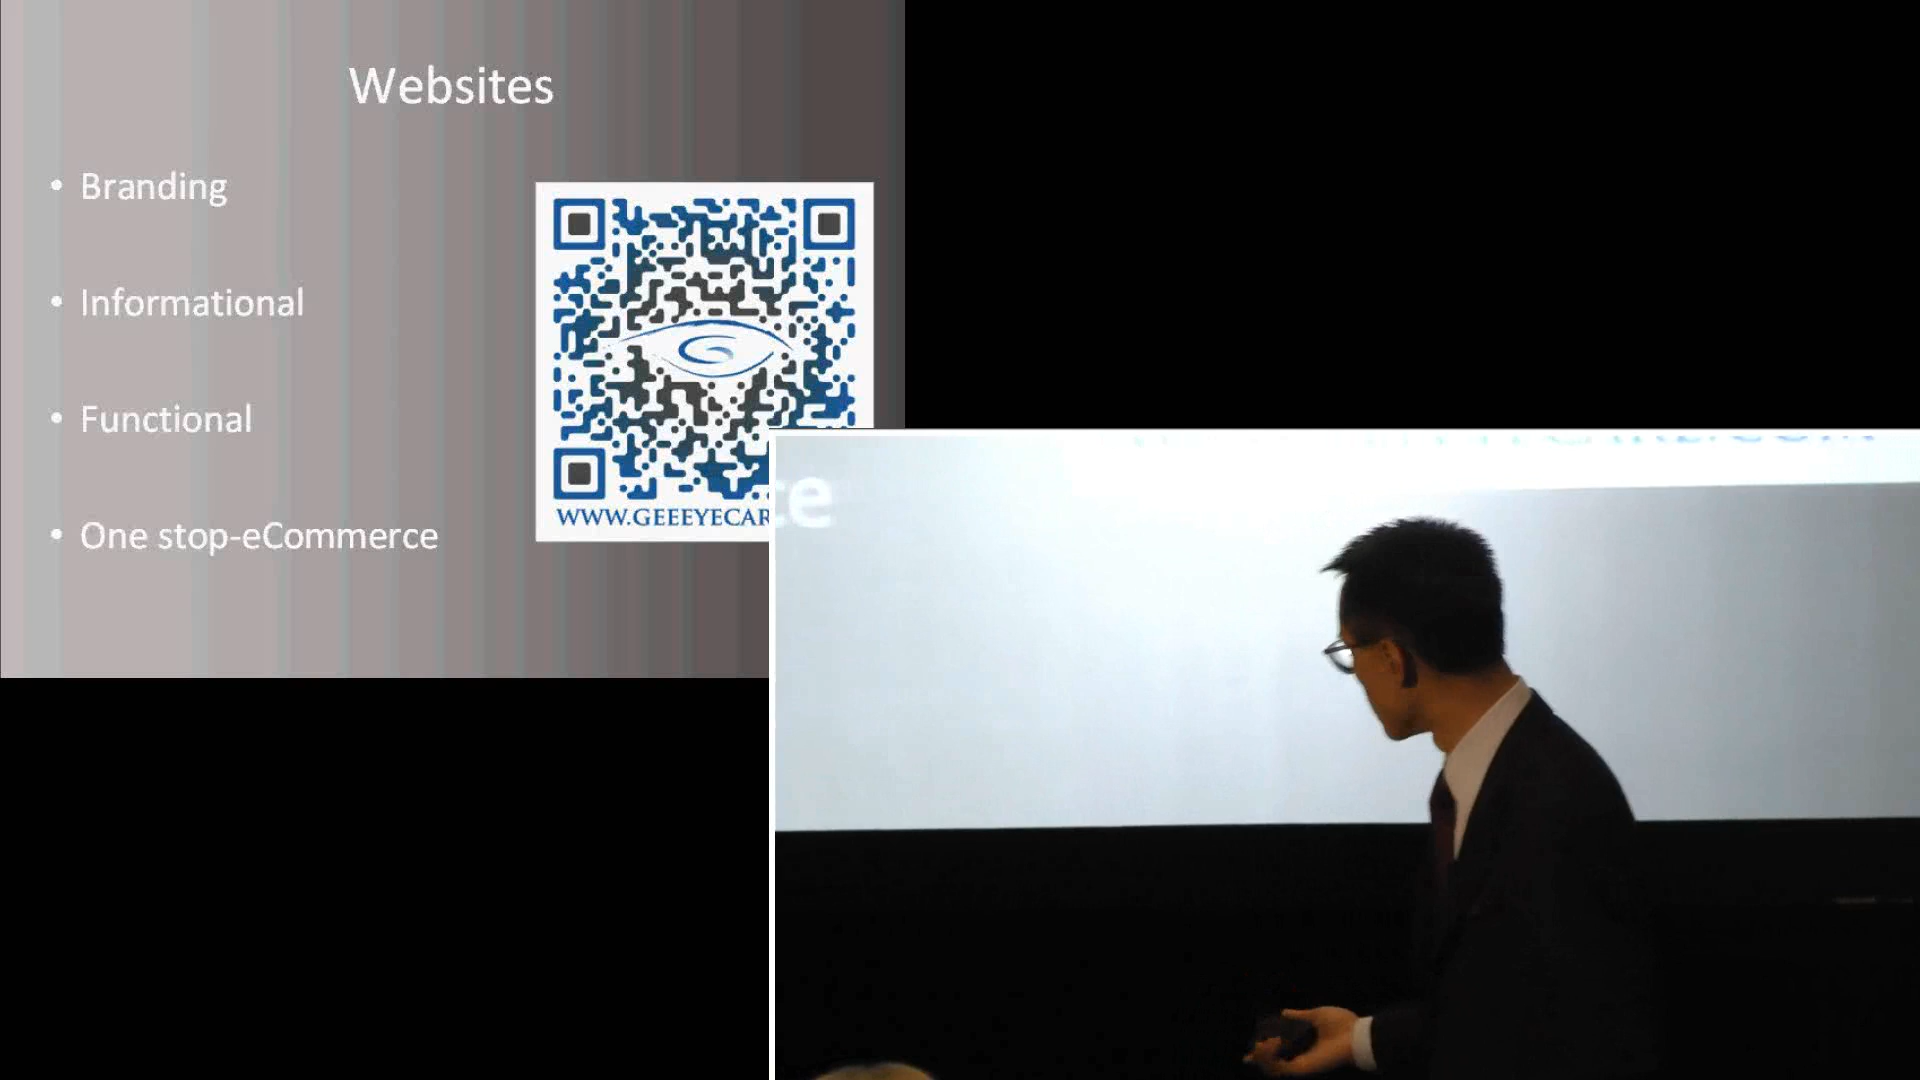 Websites
• Branding
• Informational
• Functional
• One stop-eCommerce
WWW.GEEEYECAR
ce